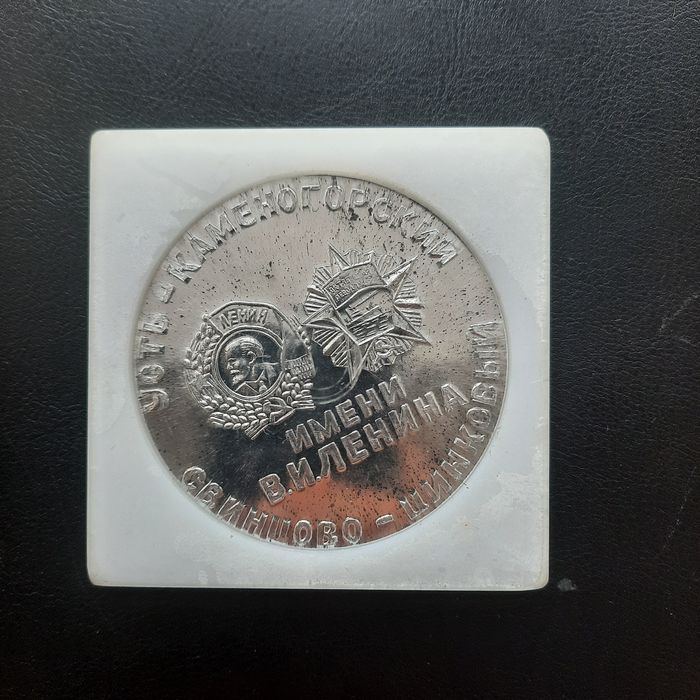 УСТЬ-КАМЕНОГОРСКИЙ
ЛЕНИН
ИМЕНИ
В.И.ЛЕНИНА
СВИНЦОВО-ЦИНКОВЫЙ